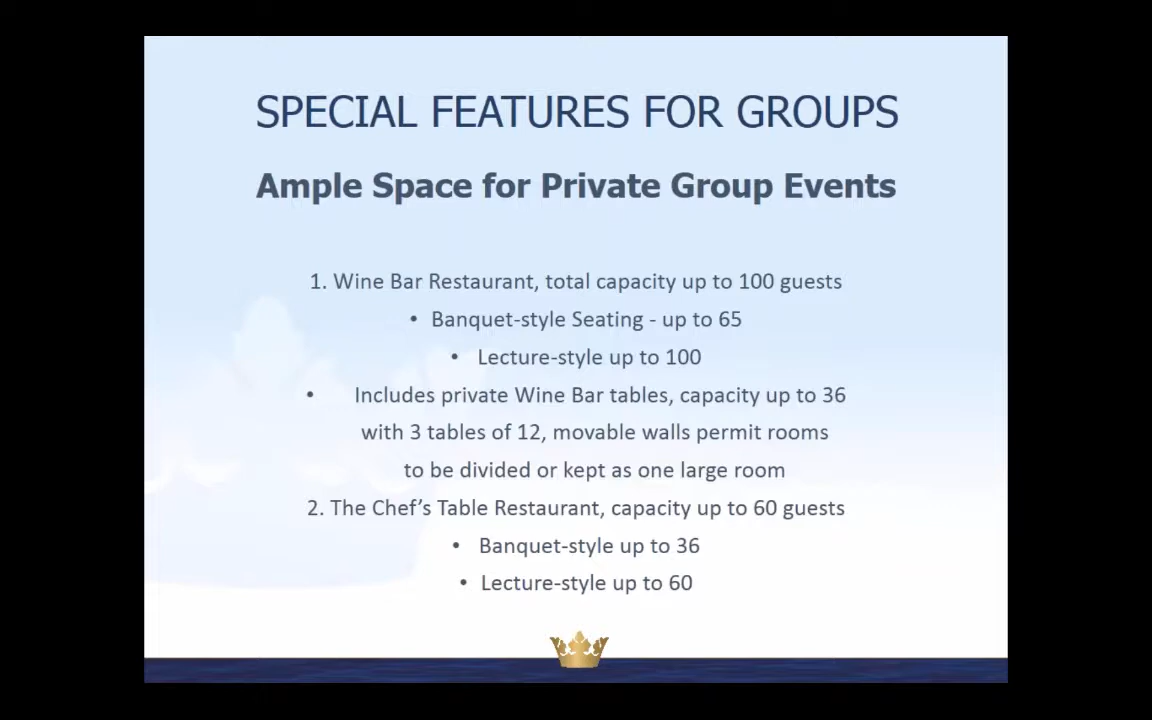 SPECIAL FEATURES FOR GROUPS
Ample Space for Private Group Events
1. Wine Bar Restaurant, total capacity up to 100 guests
• Banquet-style Seating - up to 65
• Lecture-style up to 100
• Includes private Wine Bar tables, capacity up to 36
with 3 tables of 12, movable walls permit rooms
to be divided or kept as one large room
2. The Chef’s Table Restaurant, capacity up to 60 guests
• Banquet-style up to 36
• Lecture-style up to 60